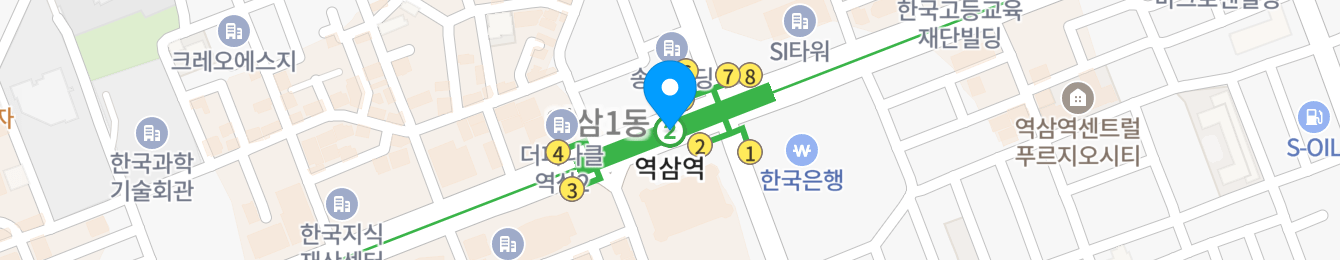 한국고등교육
재단빌딩
크레오에스지
SI타워
7
8
삼1동
2
2
1
4
3
역삼역
한국은행
역삼역센트럴
푸르지오시티
S-OIL
한국과학
기술회관
한국지식